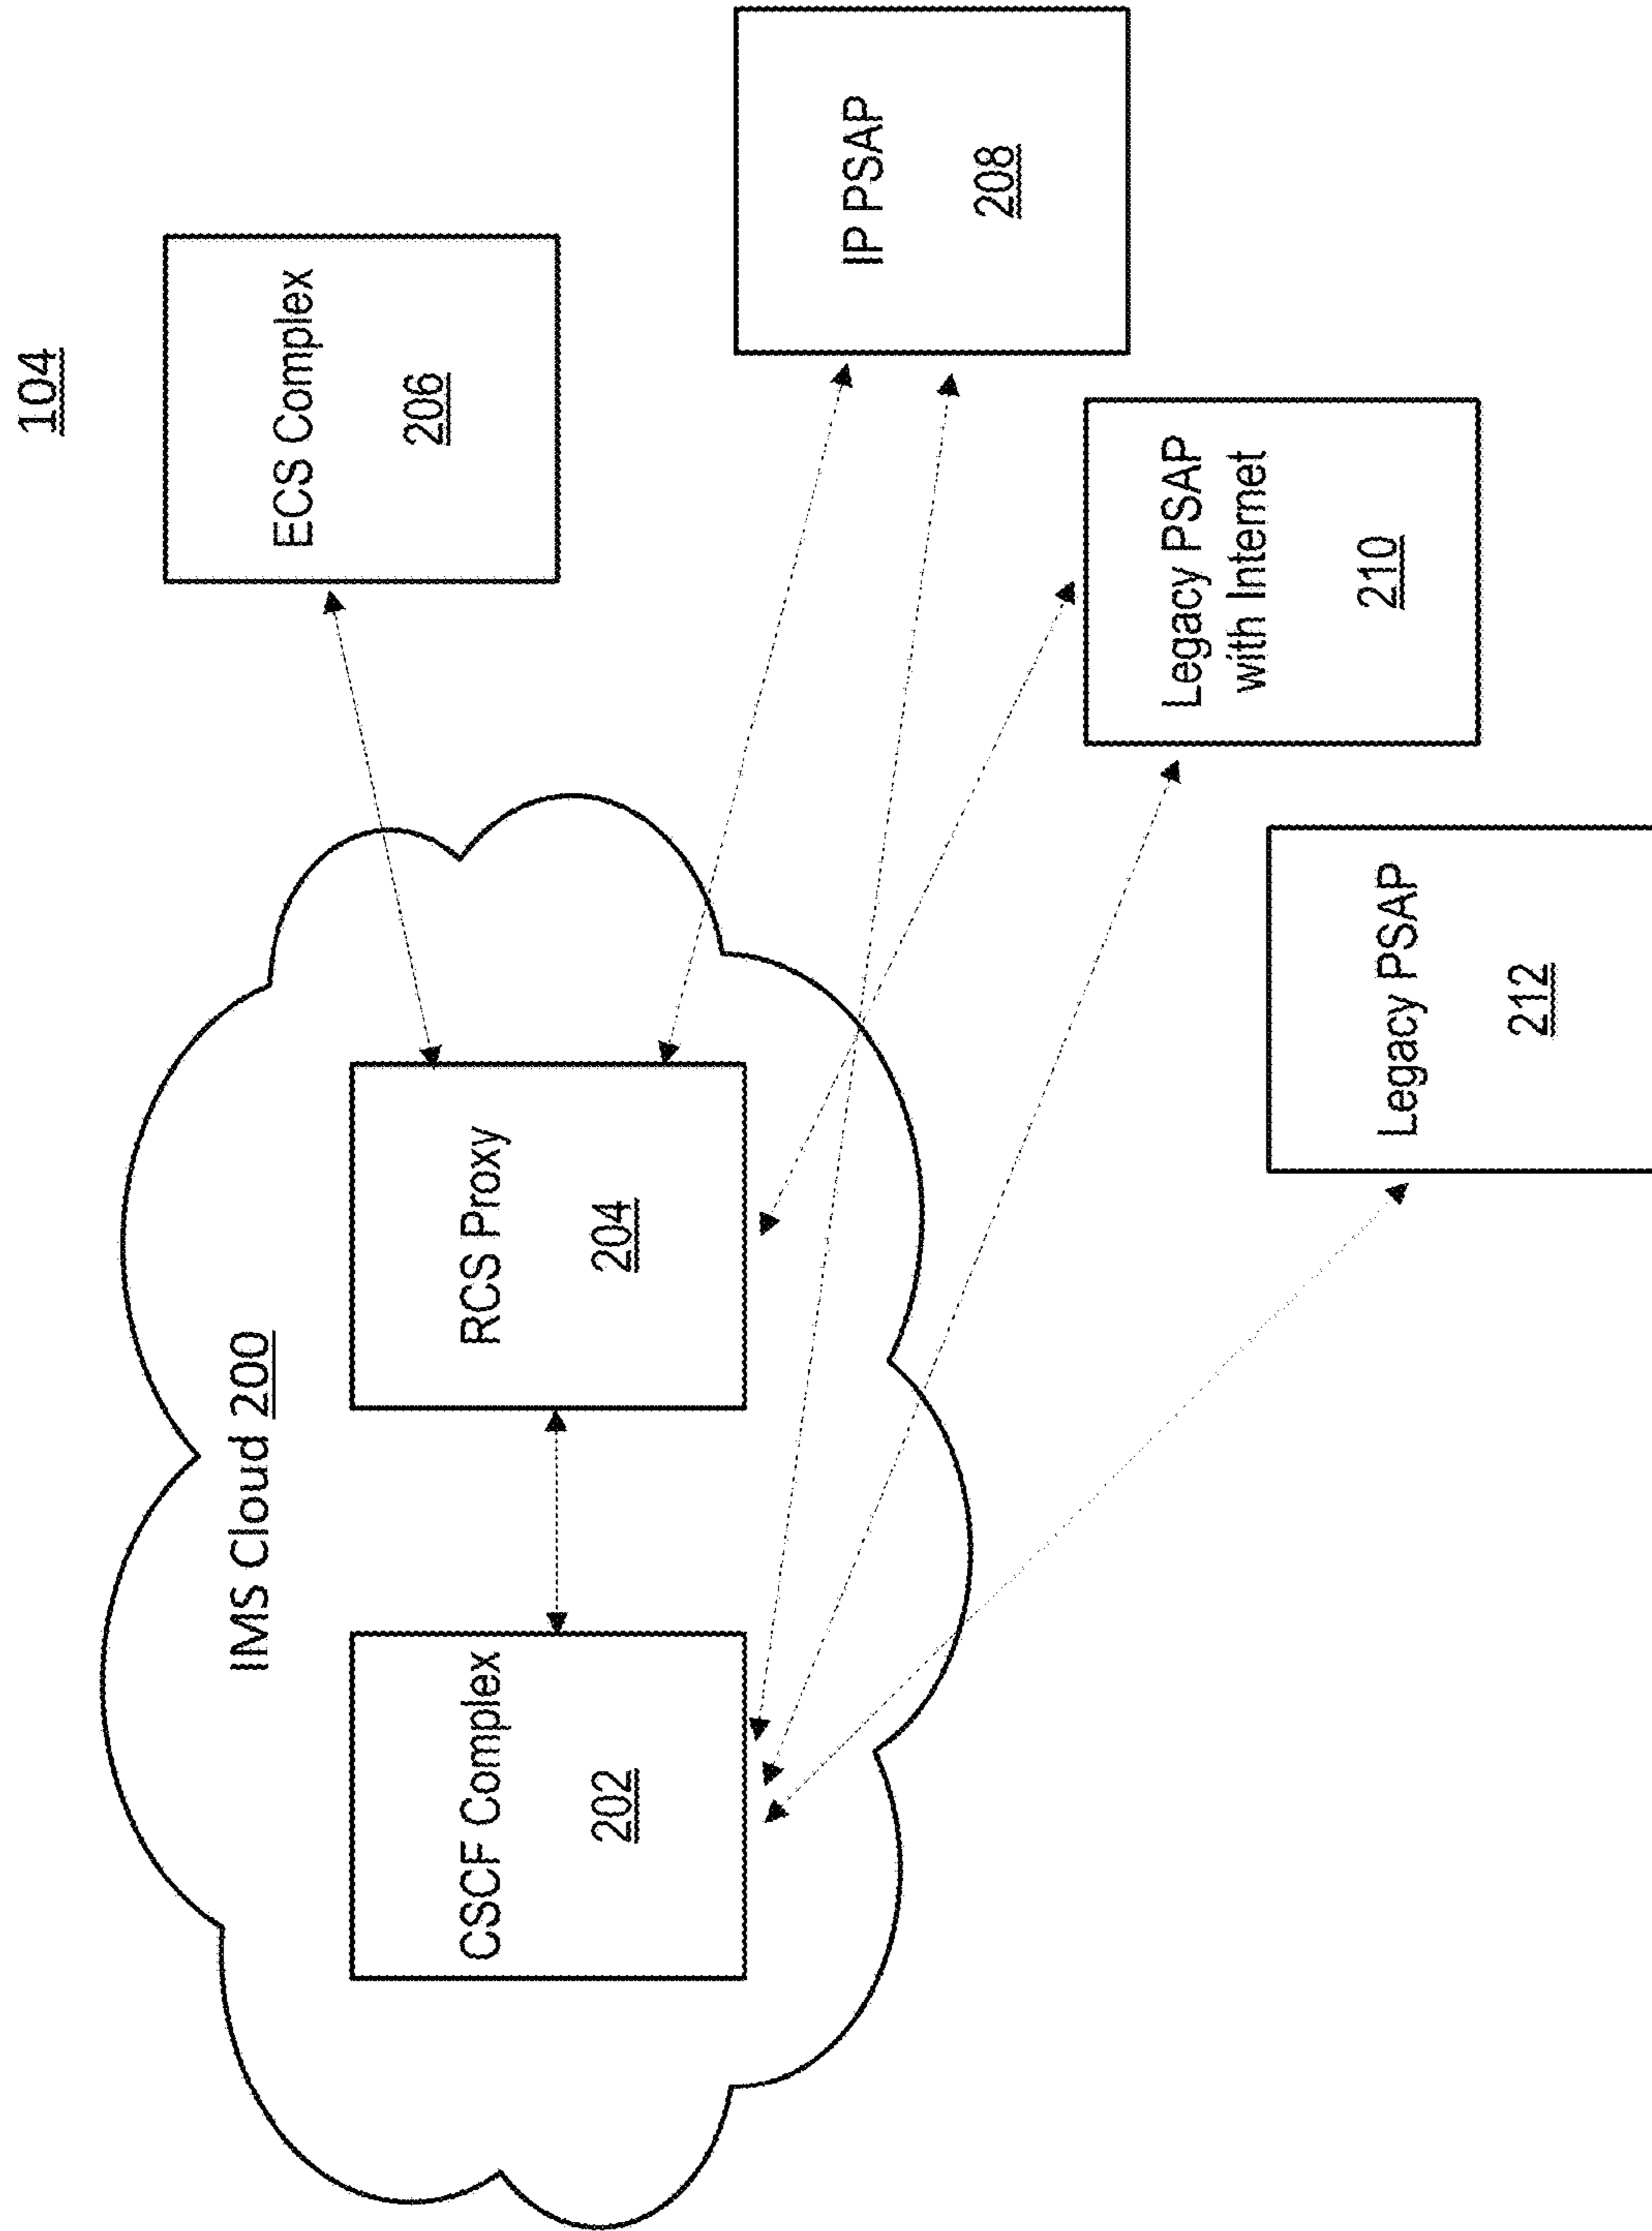 104
IMS Cloud 200
CSCF Complex
202
RCS Proxy
204
ECS Complex
206
IP PSAP
208
Legacy PSAP
with Internet
210
Legacy PSAP
212